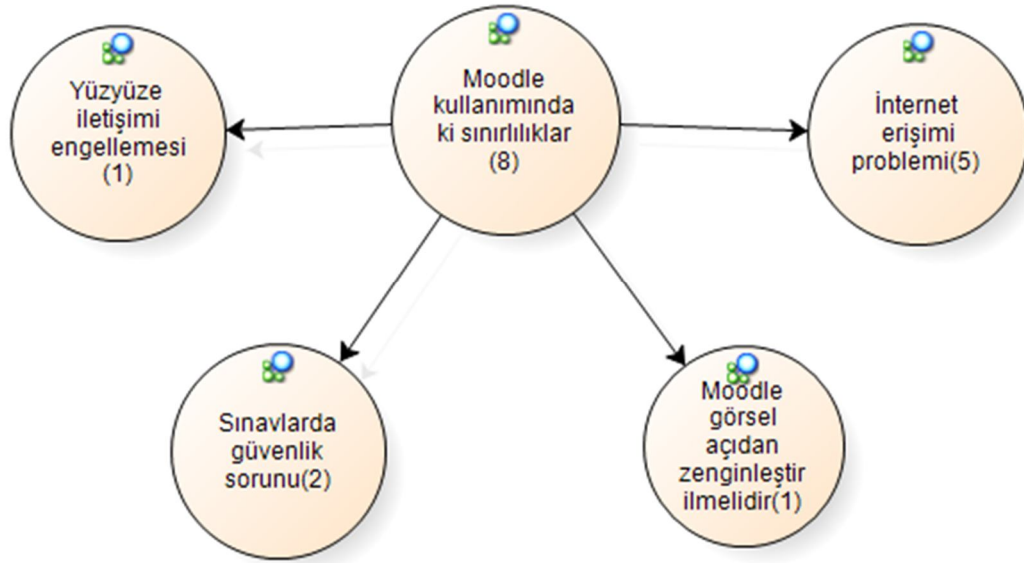 Yüzyüze
iletişimi
engellemesi
(1)
Moodle
kullanımında
ki sınırlılıklar
(8)
İnternet
erişimi
problemi(5)
Sınavlarda
güvenlik
sorunu(2)
Moodle
görsel
açıdan
zenginleştir
ilmelidir(1)